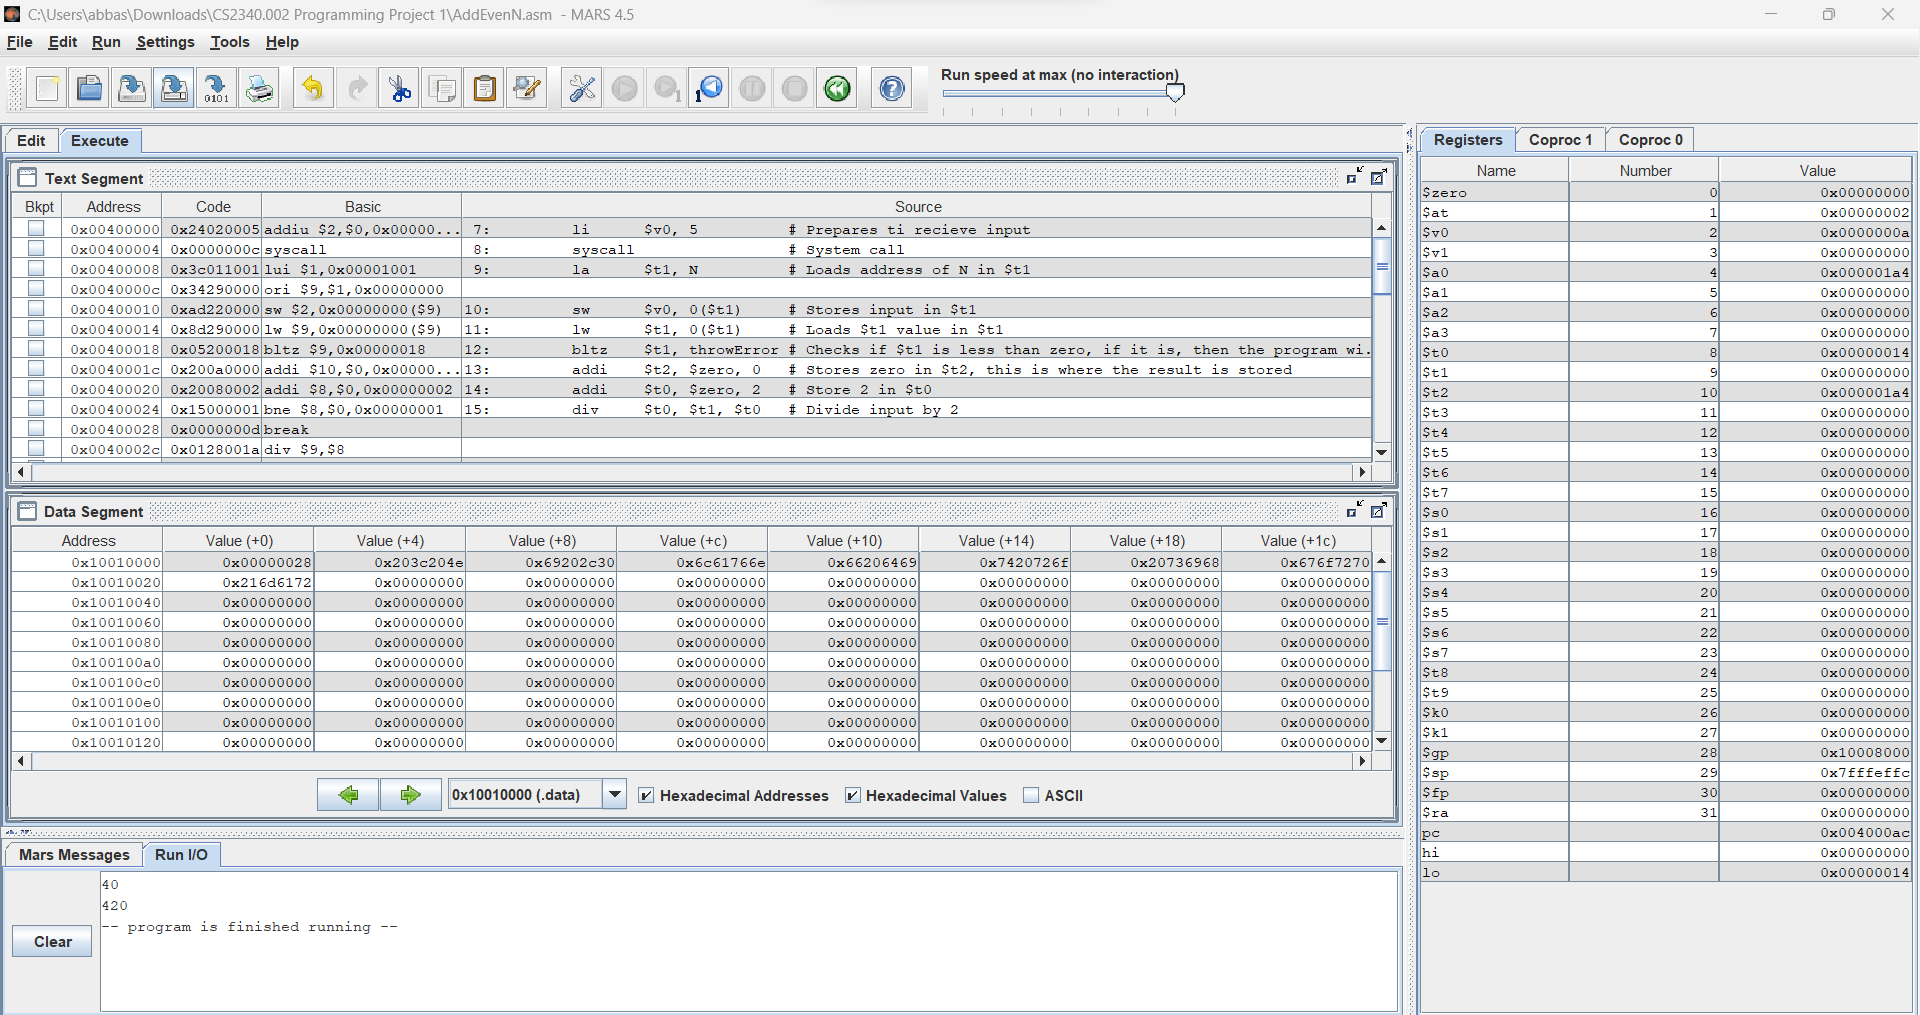 C:\Users\abbas\Downloads\CS2340.002 Programming Project 1\AddEvenN.asm - MARS 4.5
File Edit Run Settings Tools Help
Run speed at max (no interaction)
Edit Execute
Text Segment
Bkpt Address Code Basic Source
0x00400000 0x24020005 addiu $2,$0,0x00000... 7: li $v0, 5 # Prepares ti recieve input
0x00400004 0x0000000c syscall 8: syscall # System call
0x00400008 0x3c011001 lui $1,0x00001001 9: la $t1, N # Loads address of N in $t1
0x0040000c 0x34290000 ori $9,$1,0x00000000
0x00400010 0xad220000 sw $2,0x00000000($9) 10: sw $v0, 0($t1) # Stores input in $t1
0x00400014 0x8d290000 lw $9,0x00000000($9) 11: lw $t1, 0($t1) # Loads $t1 value in $t1
0x00400018 0x05200018 bltz $9,0x00000018 12: bltz $t1, throwError # Checks if $t1 is less than zero, if it is, then the program wi.
0x0040001c 0x200a0000 addi $10,$0,0x00000... 13: addi $t2, $zero, 0 # Stores zero in $t2, this is where the result is stored
0x00400020 0x20080002 addi $8,$0,0x00000002 14: addi $t0, $zero, 2 # Store 2 in $t0
0x00400024 0x15000001 bne $8,$0,0x00000001 15: div $t0, $t1, $t0 # Divide input by 2
0x00400028 0x0000000d break
0x0040002c 0x0128001a div $9,$8
Data Segment
Address Value (+0) Value (+4) Value (+8) Value (+c) Value (+10) Value (+14) Value (+18) Value (+1c)
0x10010000 0x00000028 0x203c204e 0x69202c30 0x6c61766e 0x66206469 0x7420726f 0x20736968 0x676f7270
0x10010020 0x216d6172 0x00000000 0x00000000 0x00000000 0x00000000 0x00000000 0x00000000 0x00000000
0x10010040 0x00000000 0x00000000 0x00000000 0x00000000 0x00000000 0x00000000 0x00000000 0x00000000
0x10010060 0x00000000 0x00000000 0x00000000 0x00000000 0x00000000 0x00000000 0x00000000 0x00000000
0x10010080 0x00000000 0x00000000 0x00000000 0x00000000 0x00000000 0x00000000 0x00000000 0x00000000
0x100100a0 0x00000000 0x00000000 0x00000000 0x00000000 0x00000000 0x00000000 0x00000000 0x00000000
0x100100c0 0x00000000 0x00000000 0x00000000 0x00000000 0x00000000 0x00000000 0x00000000 0x00000000
0x100100e0 0x00000000 0x00000000 0x00000000 0x00000000 0x00000000 0x00000000 0x00000000 0x00000000
0x10010100 0x00000000 0x00000000 0x00000000 0x00000000 0x00000000 0x00000000 0x00000000 0x00000000
0x10010120 0x00000000 0x00000000 0x00000000 0x00000000 0x00000000 0x00000000 0x00000000 0x00000000
0x10010000 (.data) Hexadecimal Addresses Hexadecimal Values ASCII
Mars Messages Run I/O
Clear
40
420
-- program is finished running --
Registers Coproc 1 Coproc 0
Name Number Value
$zero 0 0x00000000
$at 1 0x00000002
$v0 2 0x0000000a
$v1 3 0x00000000
$a0 4 0x000001a4
$a1 5 0x00000000
$a2 6 0x00000000
$a3 7 0x00000000
$t0 8 0x00000014
$t1 9 0x00000000
$t2 10 0x000001a4
$t3 11 0x00000000
$t4 12 0x00000000
$t5 13 0x00000000
$t6 14 0x00000000
$t7 15 0x00000000
$s0 16 0x00000000
$s1 17 0x00000000
$s2 18 0x00000000
$s3 19 0x00000000
$s4 20 0x00000000
$s5 21 0x00000000
$s6 22 0x00000000
$s7 23 0x00000000
$t8 24 0x00000000
$t9 25 0x00000000
$k0 26 0x00000000
$k1 27 0x00000000
$gp 28 0x10008000
$sp 29 0x7fffeffc
$fp 30 0x00000000
$ra 31 0x00000000
pc 0x004000ac
hi 0x00000000
lo 0x00000014